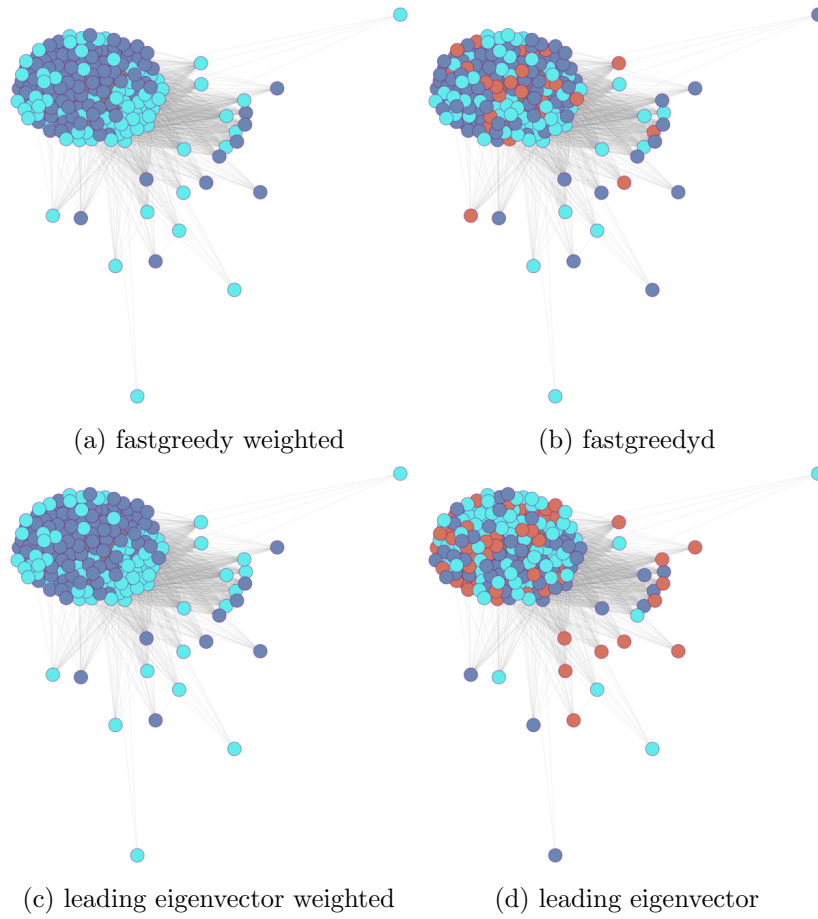 (a) fastgreedy weighted
(b) fastgreedyd
(c) leading eigenvector weighted
(d) leading eigenvector